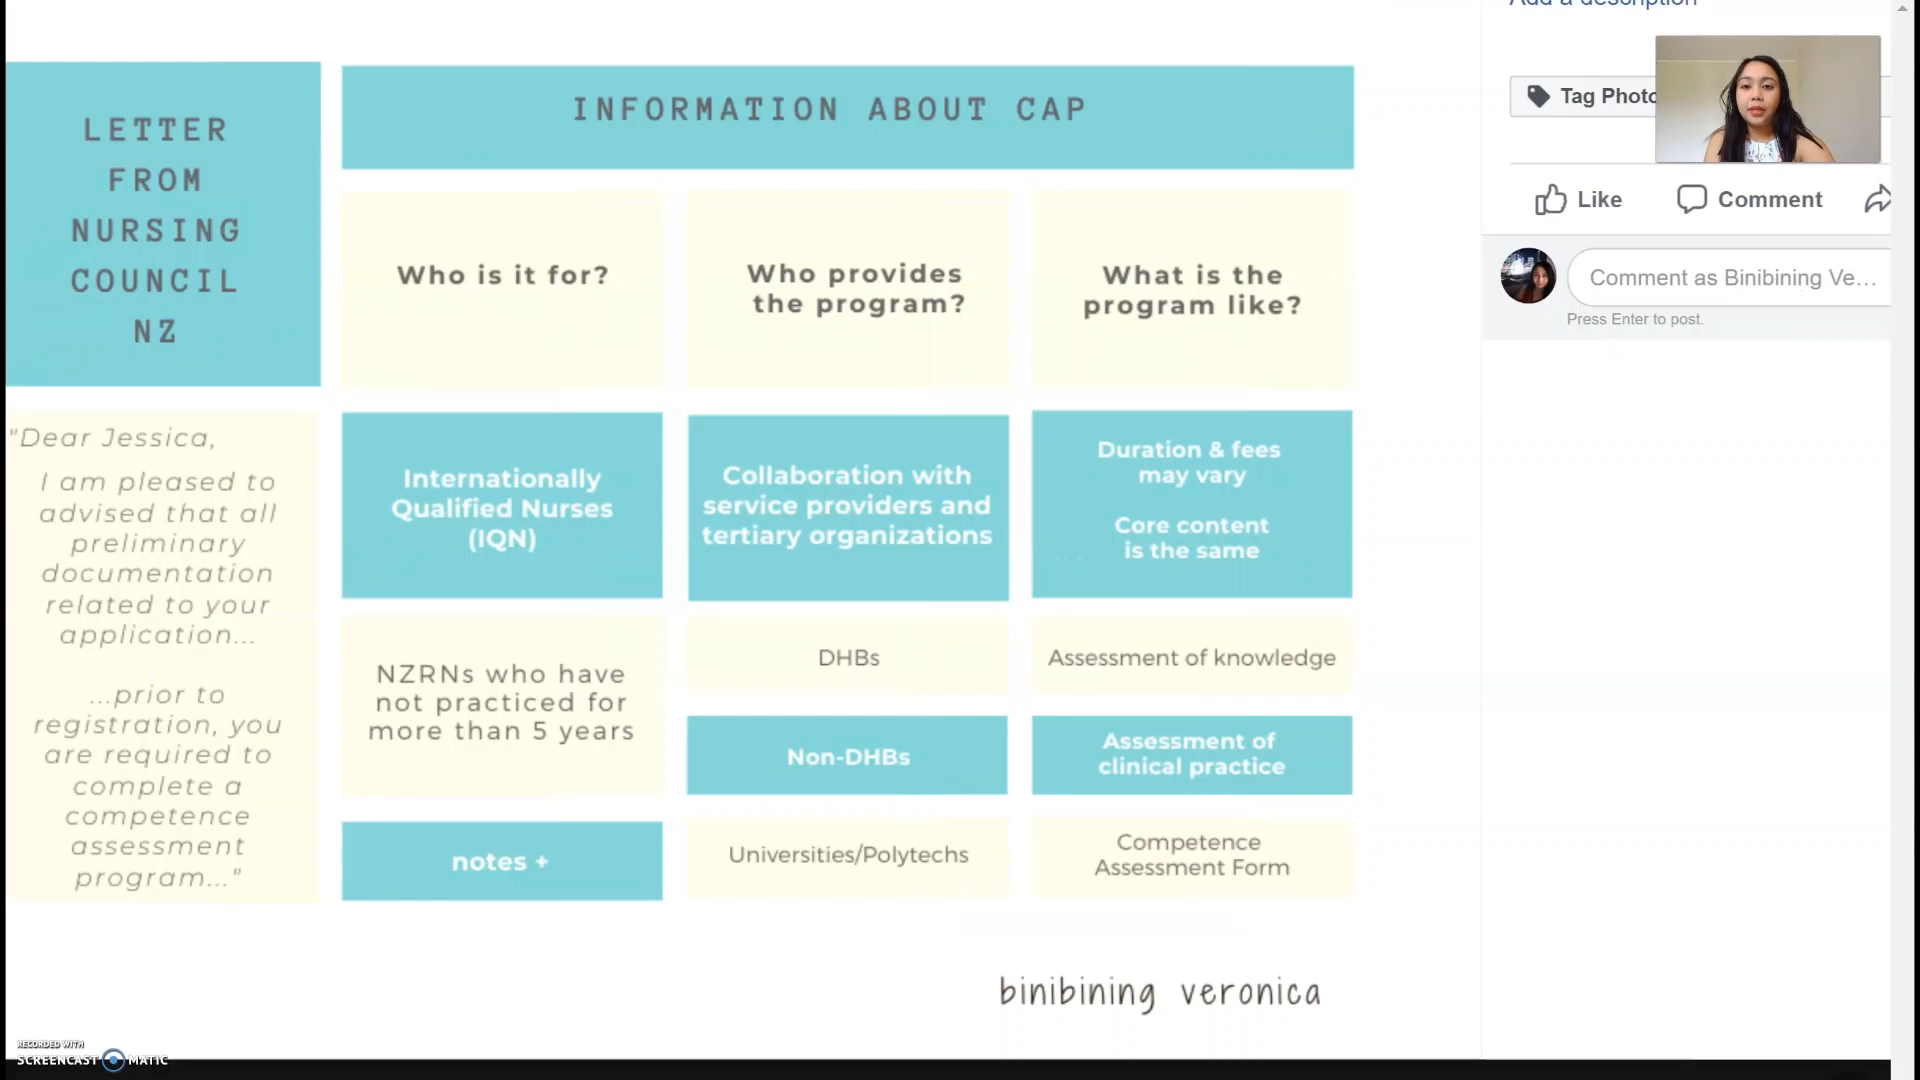 LETTER
FROM
NURSING
COUNCIL
NZ
"Dear Jessica,
I am pleased to
advised that all
preliminary
documentation
related to your
application...
...prior to
registration, you
are required to
complete a
competence
assessment
program..."
INFORMATION ABOUT CAP
Who is it for?
Internationally
Qualified Nurses
(IQN)
NZRNs who have
not practiced for
more than 5 years
notes +
Who provides
the program?
Collaboration with
service providers and
tertiary organizations
DHBs
Non-DHBs
Universities/Polytechs
What is the
program like?
Duration & fees
may vary
Core content
is the same
Assessment of knowledge
Assessment of
clinical practice
Competence
Assessment Form
binibining veronica
Add a description
Tag Photo
Like
Comment
Comment as Binibining Ve...
Press Enter to post.
RECORDED WITH
SCREENCAST MATIC